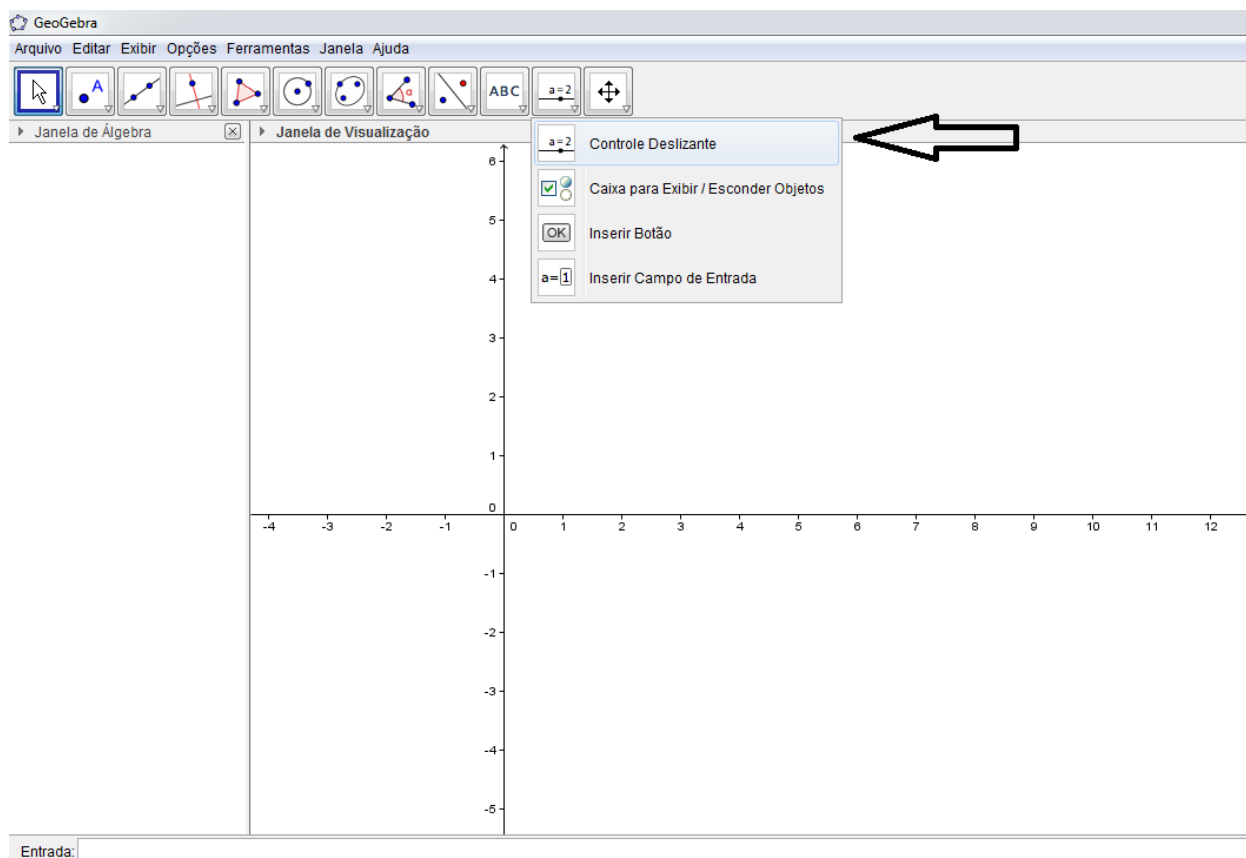 GeoGebra
Arquivo Editar Exibir Opções Ferramentas Janela Ajuda
A α ABC a=2
Janela de Álgebra
Janela de Visualização
a=2 Controle Deslizante
Caixa para Exibir / Esconder Objetos
OK Inserir Botão
a=1 Inserir Campo de Entrada
6
5
4
3
2
1
0
-4 -3 -2 -1 0 1 2 3 4 5 6 7 8 9 10 11 12
-1
-2
-3
-4
-5
Entrada: